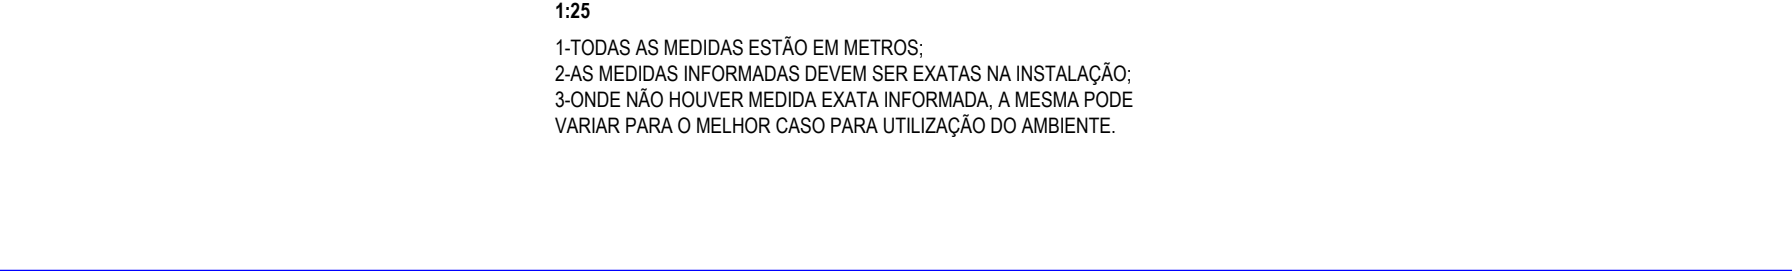 1:25
1-TODAS AS MEDIDAS ESTÃO EM METROS;
2-AS MEDIDAS INFORMADAS DEVEM SER EXATAS NA INSTALAÇÃO;
3-ONDE NÃO HOUVER MEDIDA EXATA INFORMADA, A MESMA PODE
VARIAR PARA O MELHOR CASO PARA UTILIZAÇÃO DO AMBIENTE.